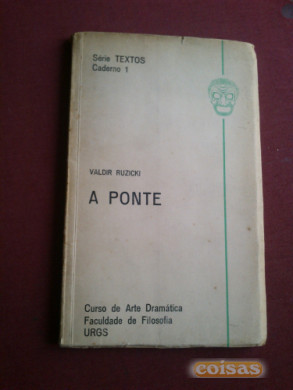 Série TEXTOS
Caderno 1
VALDIR RUZICKI
A PONTE
Curso de Arte Dramática
Faculdade de Filosofia
URGS
coisas